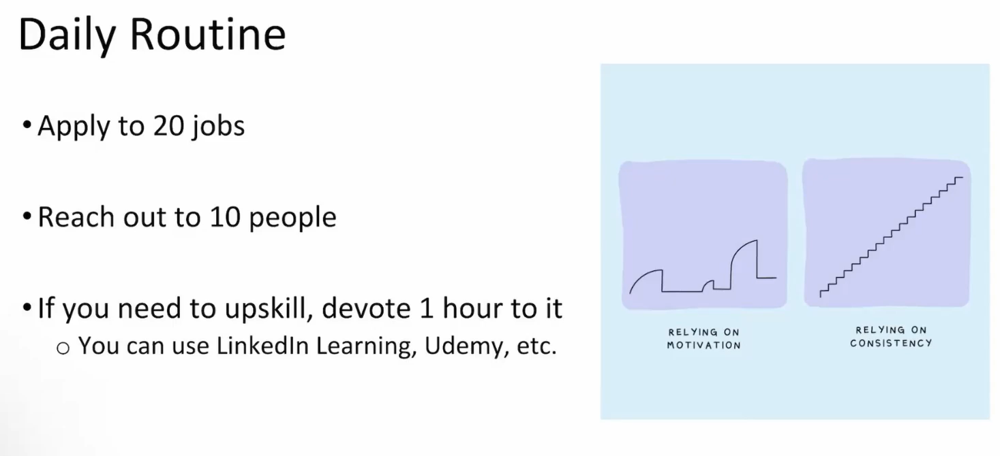 Daily Routine
• Apply to 20 jobs
• Reach out to 10 people
• If you need to upskill, devote 1 hour to it
o You can use LinkedIn Learning, Udemy, etc.
RELYING ON
MOTIVATION
RELYING ON
CONSISTENCY